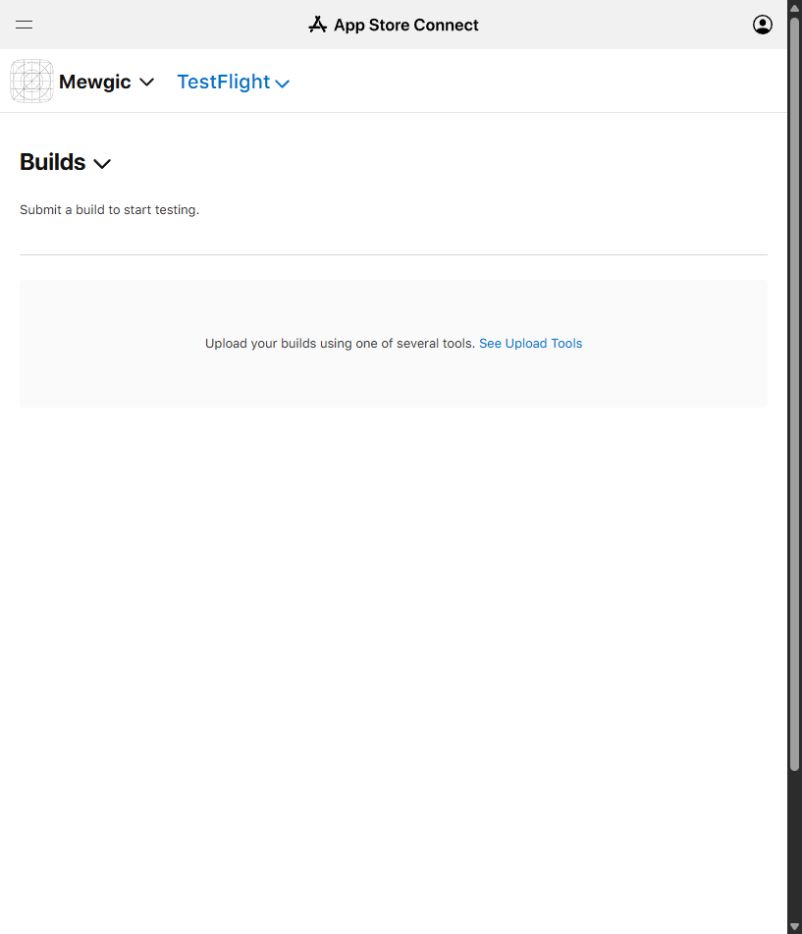 App Store Connect
Mewgic TestFlight
Builds
Submit a build to start testing.
Upload your builds using one of several tools. See Upload Tools